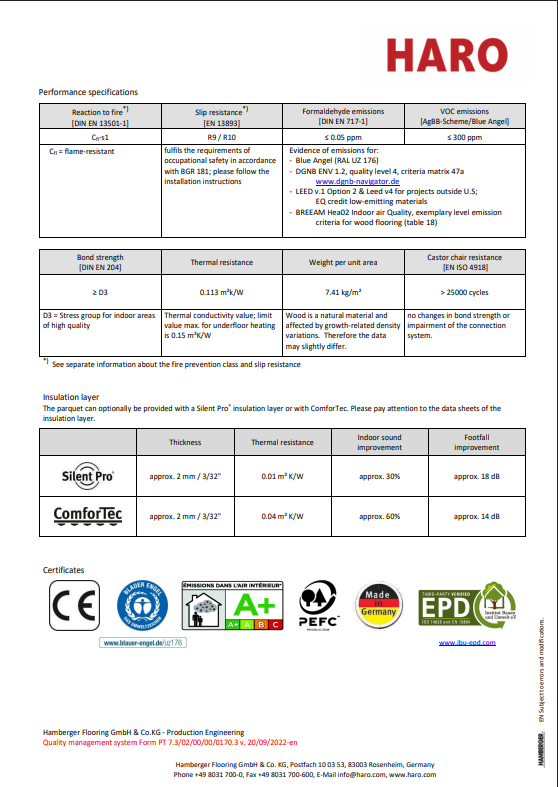 HARO
Performance specifications
Reaction to fire*)
[DIN EN 13501-1]
Slip resistance*)
[EN 13893]
Formaldehyde emissions
[DIN EN 717-1]
VOC emissions
[AgBB-Scheme/Blue Angel]
Cfl-s1
R9 / R10
≤ 0.05 ppm
≤ 300 ppm
Cfl = flame-resistant
fulfils the requirements of
occupational safety in accordance
with BGR 181; please follow the
installation instructions
Evidence of emissions for:
- Blue Angel (RAL UZ 176)
- DGNB ENV 1.2, quality level 4, criteria matrix 47a
www.dgnb-navigator.de
- LEED v.1 Option 2 & Leed v4 for projects outside U.S;
EQ credit low-emitting materials
- BREEAM Hea02 Indoor air Quality, exemplary level emission
criteria for wood flooring (table 18)
Bond strength
[DIN EN 204]
Thermal resistance
Weight per unit area
Castor chair resistance
[EN ISO 4918]
≥ D3
0.113 m²k/W
7.41 kg/m²
> 25000 cycles
D3 = Stress group for indoor areas
of high quality
Thermal conductivity value; limit
value max. for underfloor heating
is 0.15 m²K/W
Wood is a natural material and
affected by growth-related density
variations. Therefore the data
may slightly differ.
no changes in bond strength or
impairment of the connection
system.
*) See separate information about the fire prevention class and slip resistance
Insulation layer
The parquet can optionally be provided with a Silent Pro® insulation layer or with ComforTec. Please pay attention to the data sheets of the
insulation layer.
Thickness
Thermal resistance
Indoor sound
improvement
Footfall
improvement
Silent Pro®
approx. 2 mm / 3/32"
0.01 m² K/W
approx. 30%
approx. 18 dB
ComforTec
approx. 2 mm / 3/32"
0.04 m² K/W
approx. 60%
approx. 14 dB
Certificates
CE
BLAUER ENGEL
DAS UMWELTZEICHEN
www.blauer-engel.de/uz176
ÉMISSIONS DANS L'AIR INTÉRIEUR*
A+
A+ A B C
PEFC
Made
in
Germany
THIRD-PARTY VERIFIED
EPD
ISO 14025 and EN 15804
Institut Bauen
und Umwelt e.V.
www.ibu-epd.com
EN Subject to errors and modifications.
HAMBERGER
Hamberger Flooring GmbH & Co.KG - Production Engineering
Quality management system Form PT 7.3/02/00/00/0170.3 v. 20/09/2022-en
Hamberger Flooring GmbH & Co. KG, Postfach 10 03 53, 83003 Rosenheim, Germany
Phone +49 8031 700-0, Fax +49 8031 700-600, E-Mail info@haro.com, www.haro.com